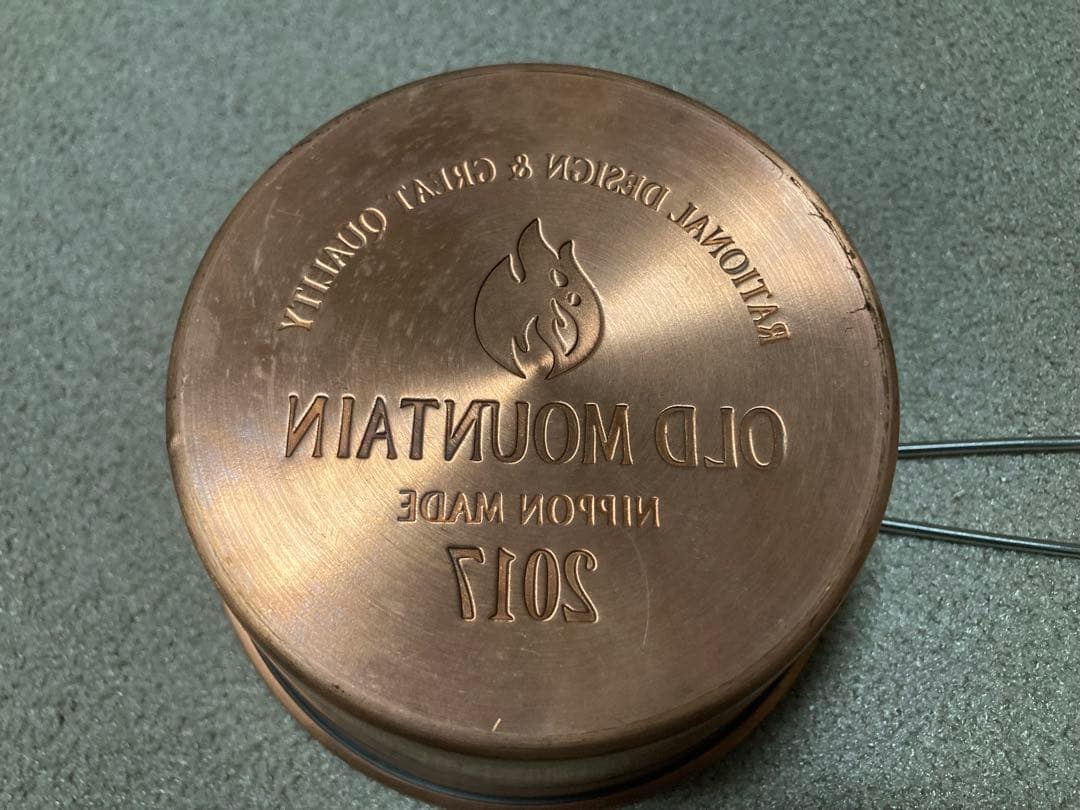 RATIONAL DESIGN & GREAT QUALITY
OLD MOUNTAIN
NIPPON MADE
2017